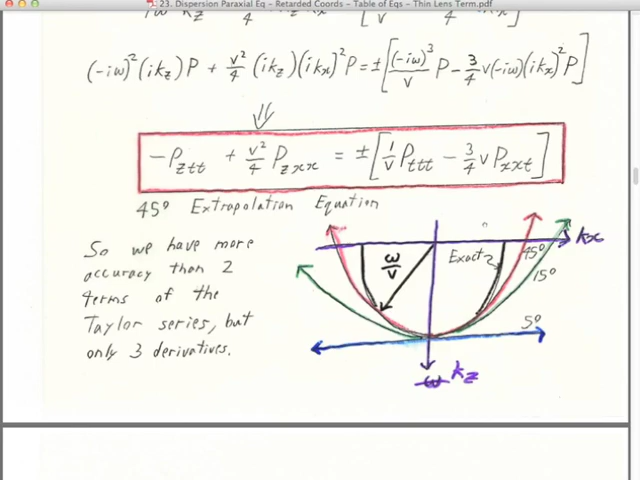 23. Dispersion Paraxial Eq - Retarded Coords - Table of Eqs - Thin Lens Term.pdf
(-iω)²(ik_z)P + v²/4 (ik_z)(ik_x)²P = ±[(-iω)³/v P - 3/4 v(-iω)(ik_x)²P]
⇓
-P_ztt + v²/4 P_zxx = ±[1/v P_ttt - 3/4 v P_xxt]
45° Extrapolation Equation
So we have more
accuracy than 2
terms of the
Taylor series, but
only 3 derivatives.
kx
ω/v
Exact
45°
15°
5°
ω kz